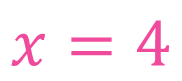 x = 4